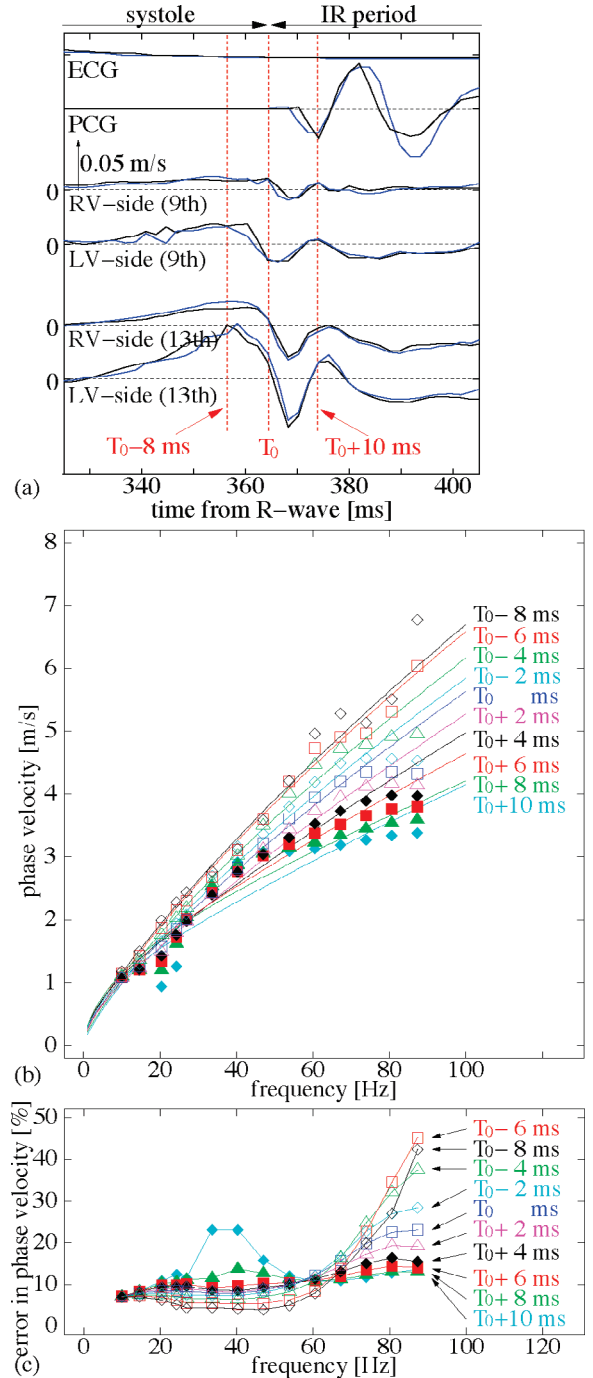 systole IR period
ECG
PCG
0.05 m/s
0
RV-side (9th)
0
LV-side (9th)
0
RV-side (13th)
0
LV-side (13th)
T0-8 ms T0 T0+10 ms
340 360 380 400
time from R-wave [ms]
(a)
8
7
6
5
4
3
2
1
0
phase velocity [m/s]
T0- 8 ms
T0- 6 ms
T0- 4 ms
T0- 2 ms
T0 ms
T0+ 2 ms
T0+ 4 ms
T0+ 6 ms
T0+ 8 ms
T0+10 ms
0 20 40 60 80 100 120
frequency [Hz]
(b)
50
40
30
20
10
0
error in phase velocity [%]
T0- 6 ms
T0- 8 ms
T0- 4 ms
T0- 2 ms
T0 ms
T0+ 2 ms
T0+ 4 ms
T0+ 6 ms
T0+ 8 ms
T0+10 ms
0 20 40 60 80 100 120
frequency [Hz]
(c)